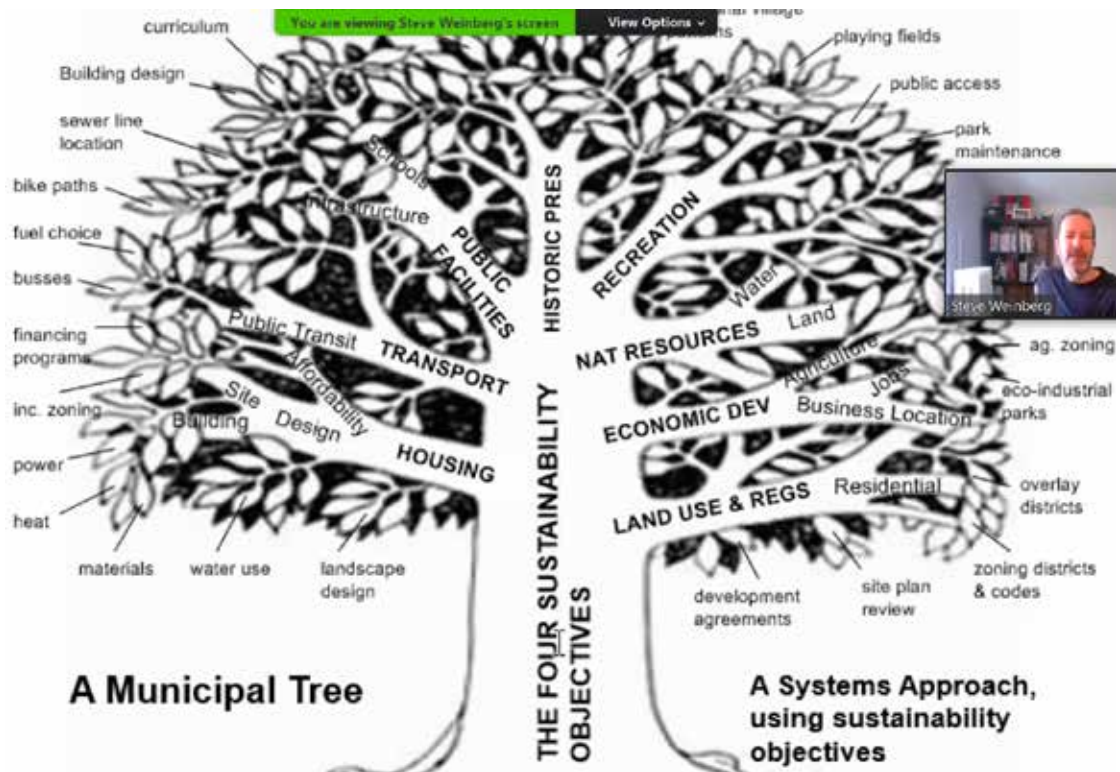 You are viewing Steve Weinberg's screen
View Options
Village
curriculum
playing fields
Building design
public access
sewer line
location
park
maintenance
bike paths
fuel choice
busses
financing
programs
inc. zoning
power
heat
materials
water use
landscape
design
Schools
Infrastructure
PUBLIC
FACILITIES
HISTORIC PRES
RECREATION
Water
Steve Weinberg
Public Transit
TRANSPORT
NAT RESOURCES
Land
Affordability
Agriculture
Jobs
ag. zoning
eco-industrial
parks
Site
Design
Building
HOUSING
ECONOMIC DEV
Business Location
LAND USE & REGS
Residential
overlay
districts
zoning districts
& codes
site plan
review
development
agreements
THE FOUR SUSTAINABILITY
OBJECTIVES
A Municipal Tree
A Systems Approach,
using sustainability
objectives